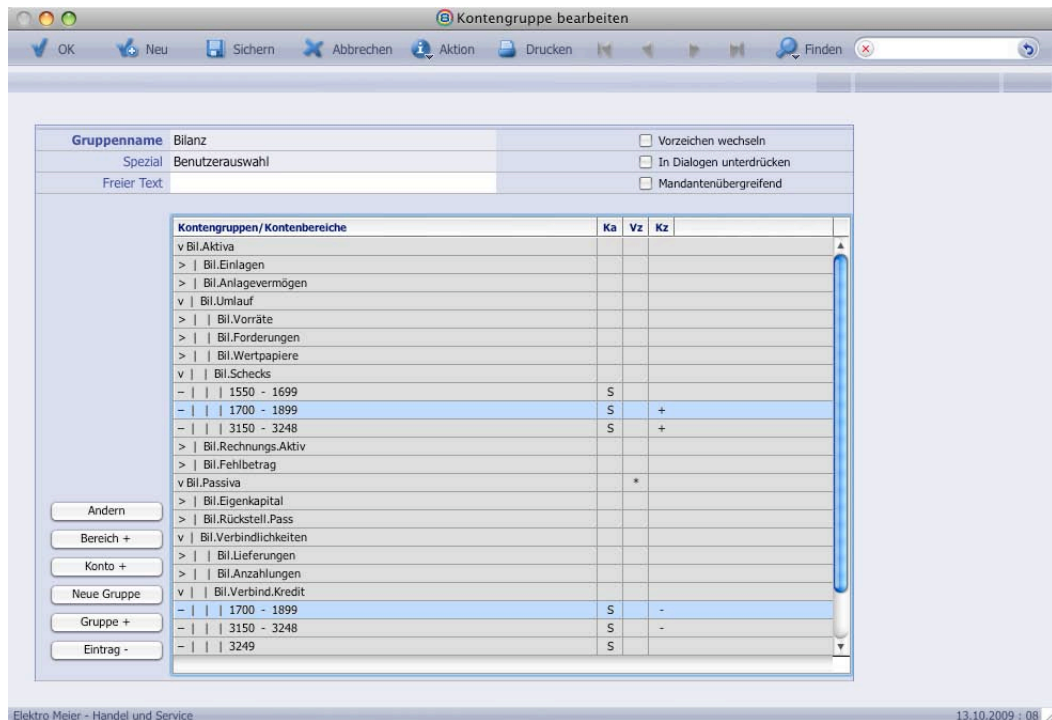 Kontengruppe bearbeiten
OK Neu Sichern Abbrechen Aktion Drucken Finden
Gruppenname Bilanz Vorzeichen wechseln
Spezial Benutzerauswahl In Dialogen unterdrücken
Freier Text Mandantenübergreifend
Kontengruppen/Kontenbereiche Ka Vz Kz
v Bil.Aktiva
> | Bil.Einlagen
> | Bil.Anlagevermögen
v | Bil.Umlauf
> | | Bil.Vorräte
> | | Bil.Forderungen
> | | Bil.Wertpapiere
v | | Bil.Schecks
– | | | 1550 - 1699 S
– | | | 1700 - 1899 S +
– | | | 3150 - 3248 S +
> | Bil.Rechnungs.Aktiv
> | Bil.Fehlbetrag
v Bil.Passiva *
> | Bil.Eigenkapital
> | Bil.Rückstell.Pass
v | Bil.Verbindlichkeiten
> | | Bil.Lieferungen
> | | Bil.Anzahlungen
v | | Bil.Verbind.Kredit
– | | | 1700 - 1899 S -
– | | | 3150 - 3248 S -
– | | | 3249 S
Ändern
Bereich +
Konto +
Neue Gruppe
Gruppe +
Eintrag -
Elektro Meier - Handel und Service 13.10.2009 : 08